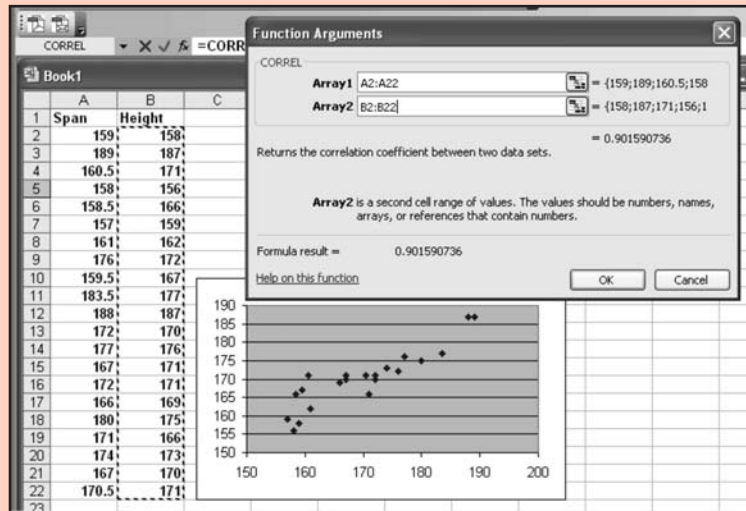 CORREL =CORR
Book1
Function Arguments
CORREL
Array1 A2:A22 = {159;189;160.5;158
Array2 B2:B22 = {158;187;171;156;1
= 0.901590736
Returns the correlation coefficient between two data sets.
Array2 is a second cell range of values. The values should be numbers, names,
arrays, or references that contain numbers.
Formula result = 0.901590736
Help on this function OK Cancel
A B C
1 Span Height
2 159 158
3 189 187
4 160.5 171
5 158 156
6 158.5 166
7 157 159
8 161 162
9 176 172
10 159.5 167
11 183.5 177
12 188 187
13 172 170
14 177 176
15 167 171
16 172 171
17 166 169
18 180 175
19 171 166
20 174 173
21 167 170
22 170.5 171
23
190
185
180
175
170
165
160
155
150
150 160 170 180 190 200